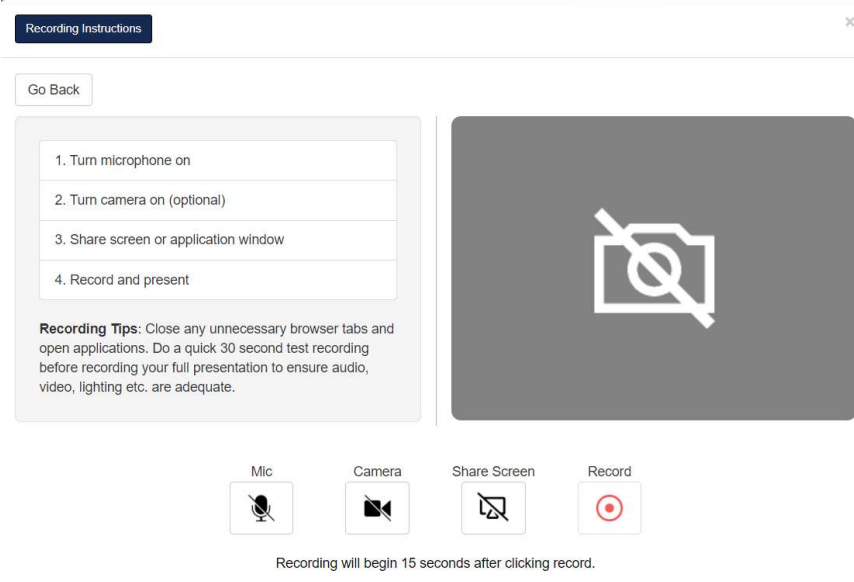 Recording Instructions
×
Go Back
1. Turn microphone on
2. Turn camera on (optional)
3. Share screen or application window
4. Record and present
Recording Tips: Close any unnecessary browser tabs and
open applications. Do a quick 30 second test recording
before recording your full presentation to ensure audio,
video, lighting etc. are adequate.
Mic
Camera
Share Screen
Record
Recording will begin 15 seconds after clicking record.